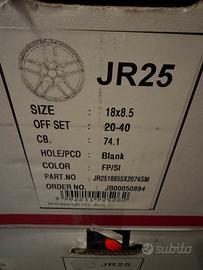 JR25
SIZE : 18x8.5
OFF SET : 20-40
CB. : 74.1
HOLE/PCD : Blank
COLOR : FP/SI
PART.NO : JR2518855X2074SM
ORDER NO. : JB00050894
subito
JR25